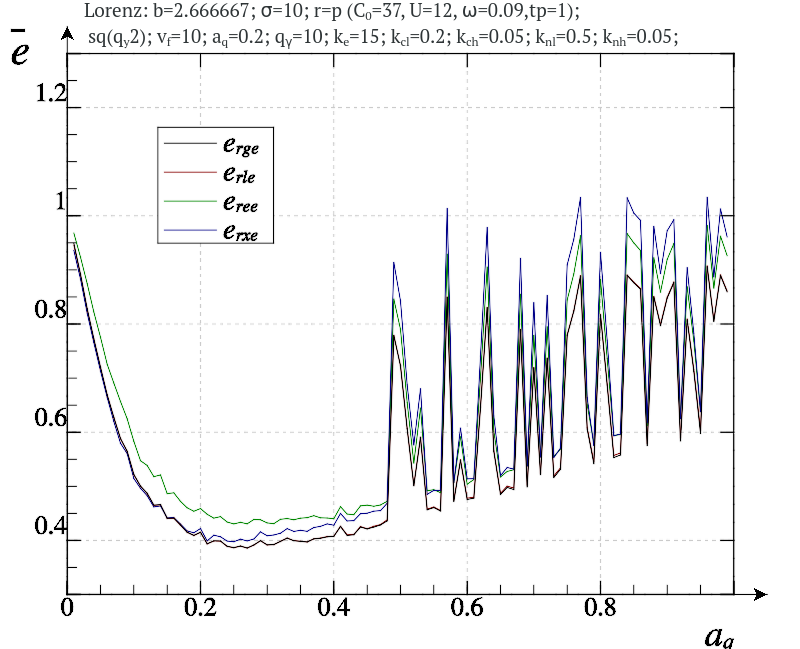 Lorenz: b=2.666667; σ=10; r=p (C₀=37, U=12, ω=0.09,tp=1);
sq(q_y2); v_f=10; a_q=0.2; q_γ=10; k_e=15; k_cl=0.2; k_ch=0.05; k_nl=0.5; k_nh=0.05;
e̅
1.2
1
0.8
0.6
0.4
e_rge
e_rle
e_ree
e_rxe
0 0.2 0.4 0.6 0.8
a_q